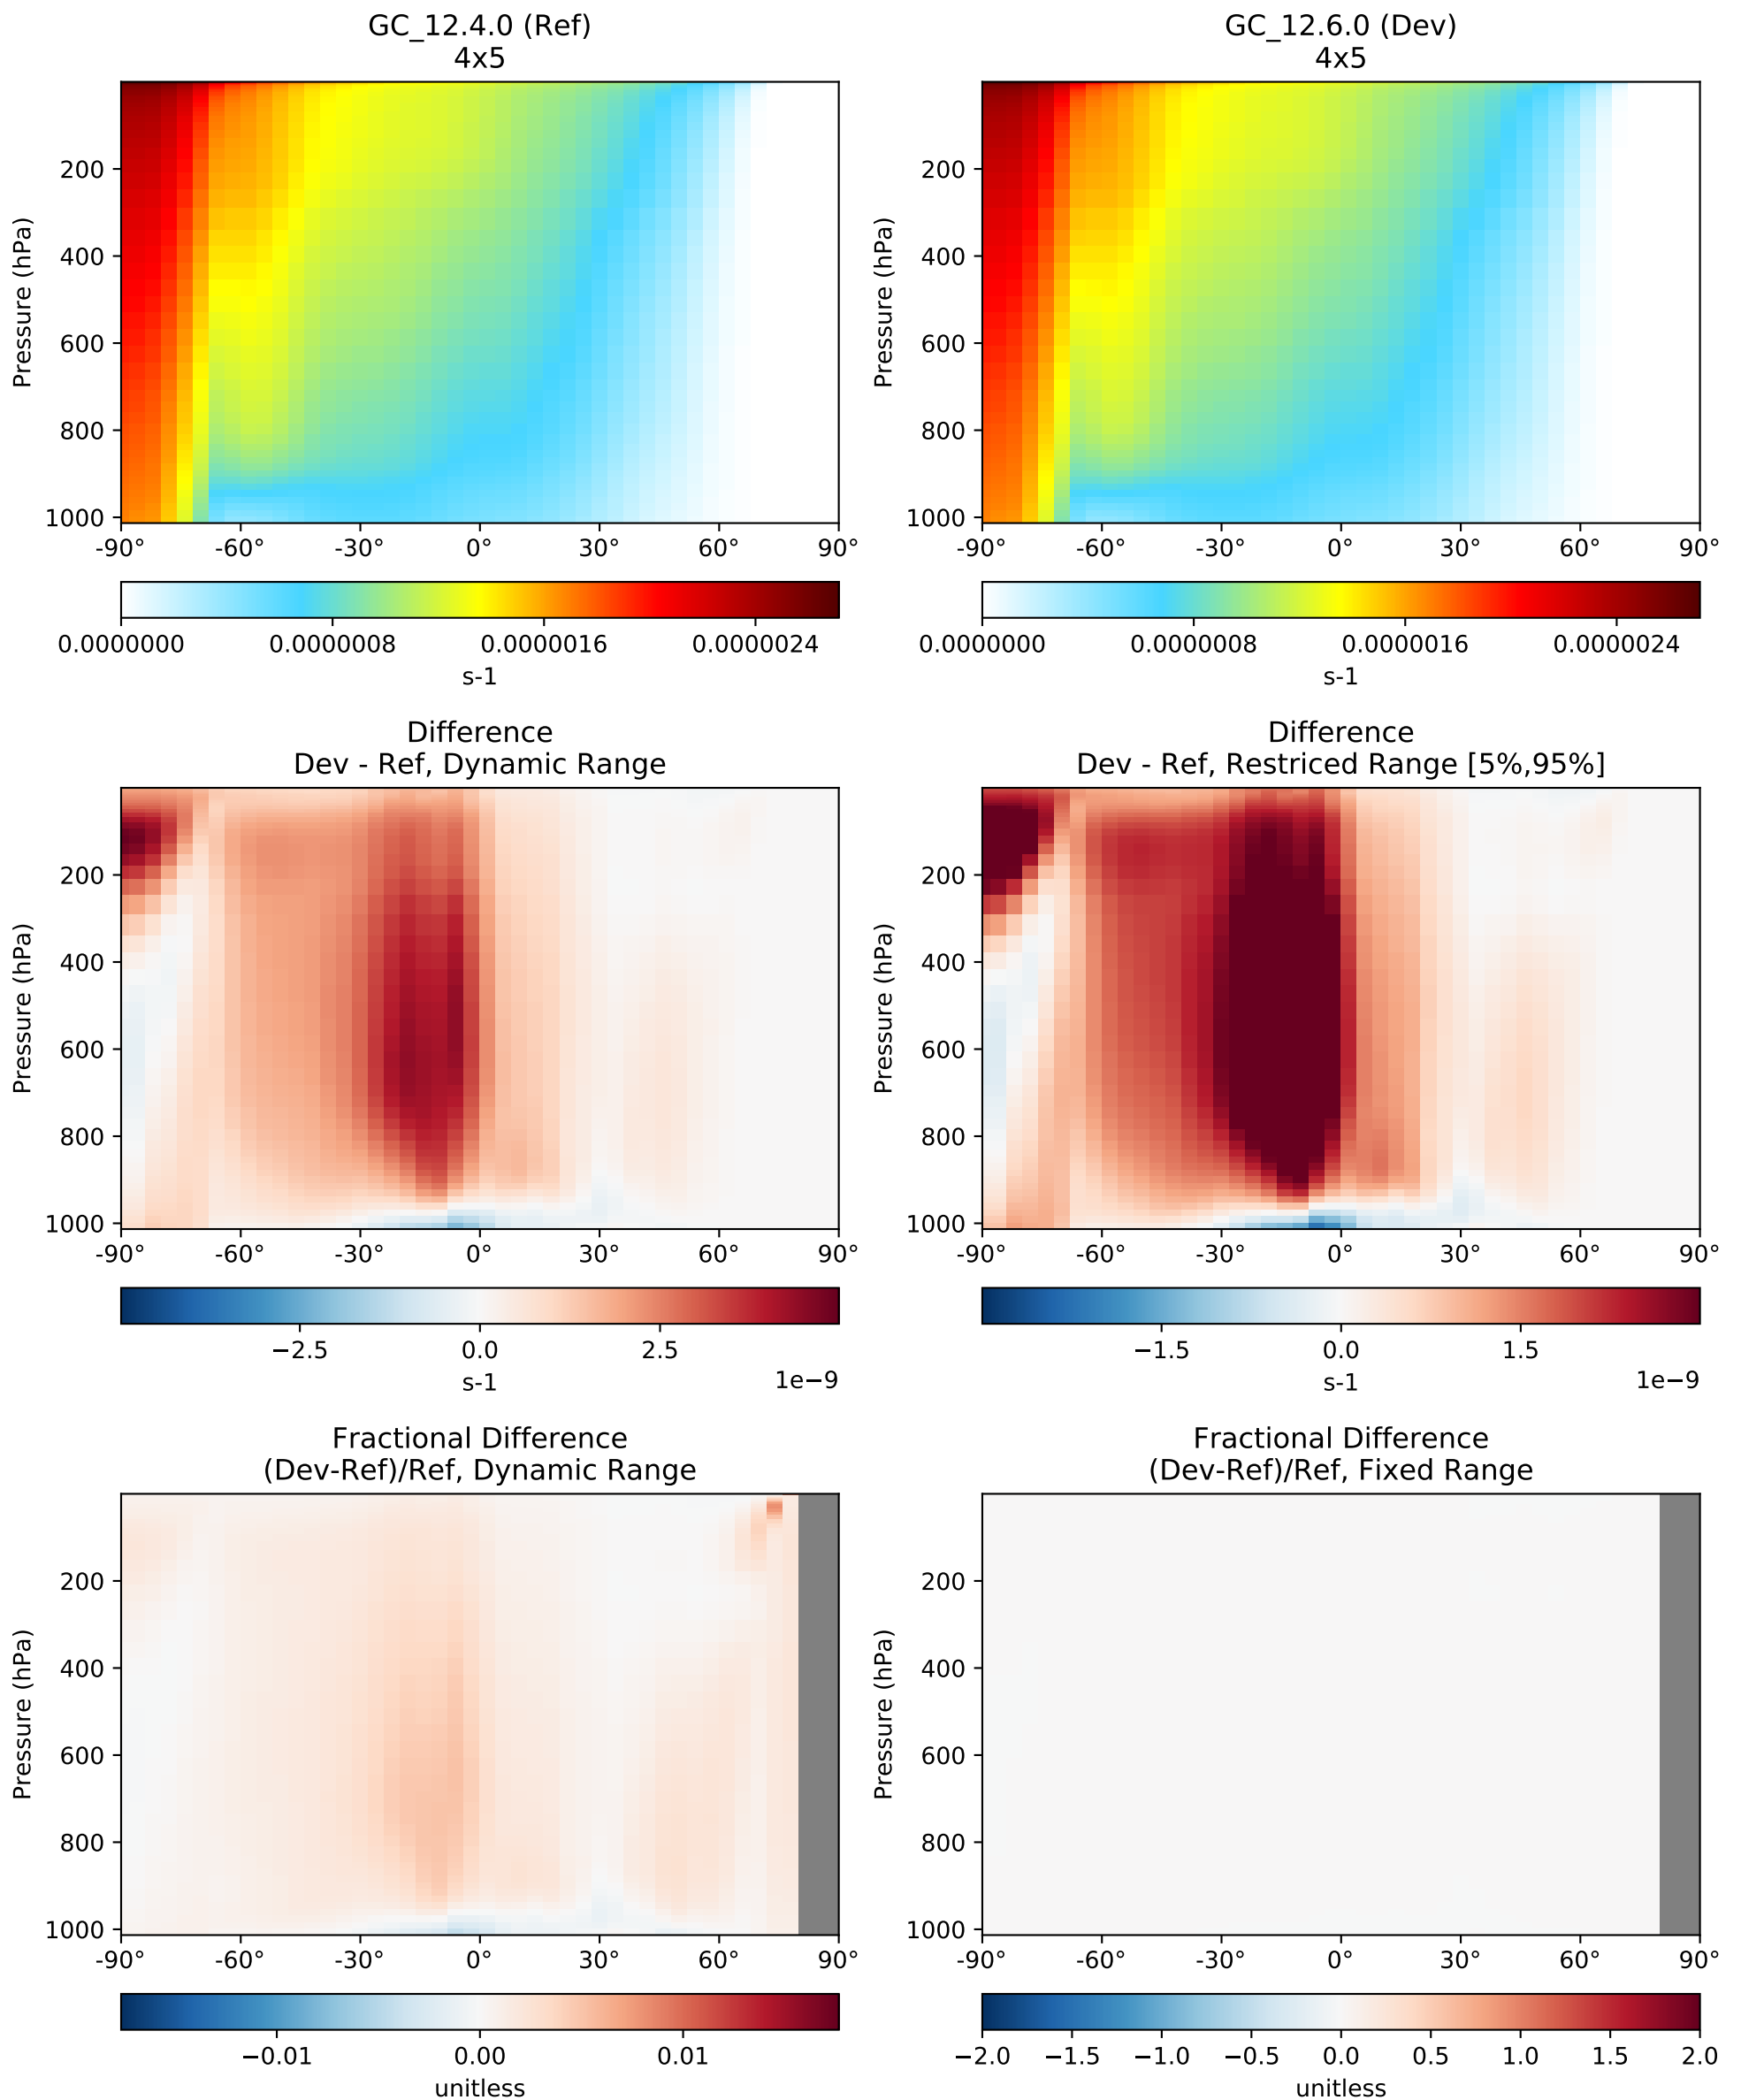 GC_12.4.0 (Ref)
4x5
Pressure (hPa)
200
400
600
800
1000
-90° -60° -30° 0° 30° 60° 90°
0.0000000 0.0000008 0.0000016 0.0000024
s-1
GC_12.6.0 (Dev)
4x5
Pressure (hPa)
200
400
600
800
1000
-90° -60° -30° 0° 30° 60° 90°
0.0000000 0.0000008 0.0000016 0.0000024
s-1
Difference
Dev - Ref, Dynamic Range
Pressure (hPa)
200
400
600
800
1000
-90° -60° -30° 0° 30° 60° 90°
−2.5 0.0 2.5
s-1 1e−9
Difference
Dev - Ref, Restriced Range [5%,95%]
Pressure (hPa)
200
400
600
800
1000
-90° -60° -30° 0° 30° 60° 90°
−1.5 0.0 1.5
s-1 1e−9
Fractional Difference
(Dev-Ref)/Ref, Dynamic Range
Pressure (hPa)
200
400
600
800
1000
-90° -60° -30° 0° 30° 60° 90°
−0.01 0.00 0.01
unitless
Fractional Difference
(Dev-Ref)/Ref, Fixed Range
Pressure (hPa)
200
400
600
800
1000
-90° -60° -30° 0° 30° 60° 90°
−2.0 −1.5 −1.0 −0.5 0.0 0.5 1.0 1.5 2.0
unitless